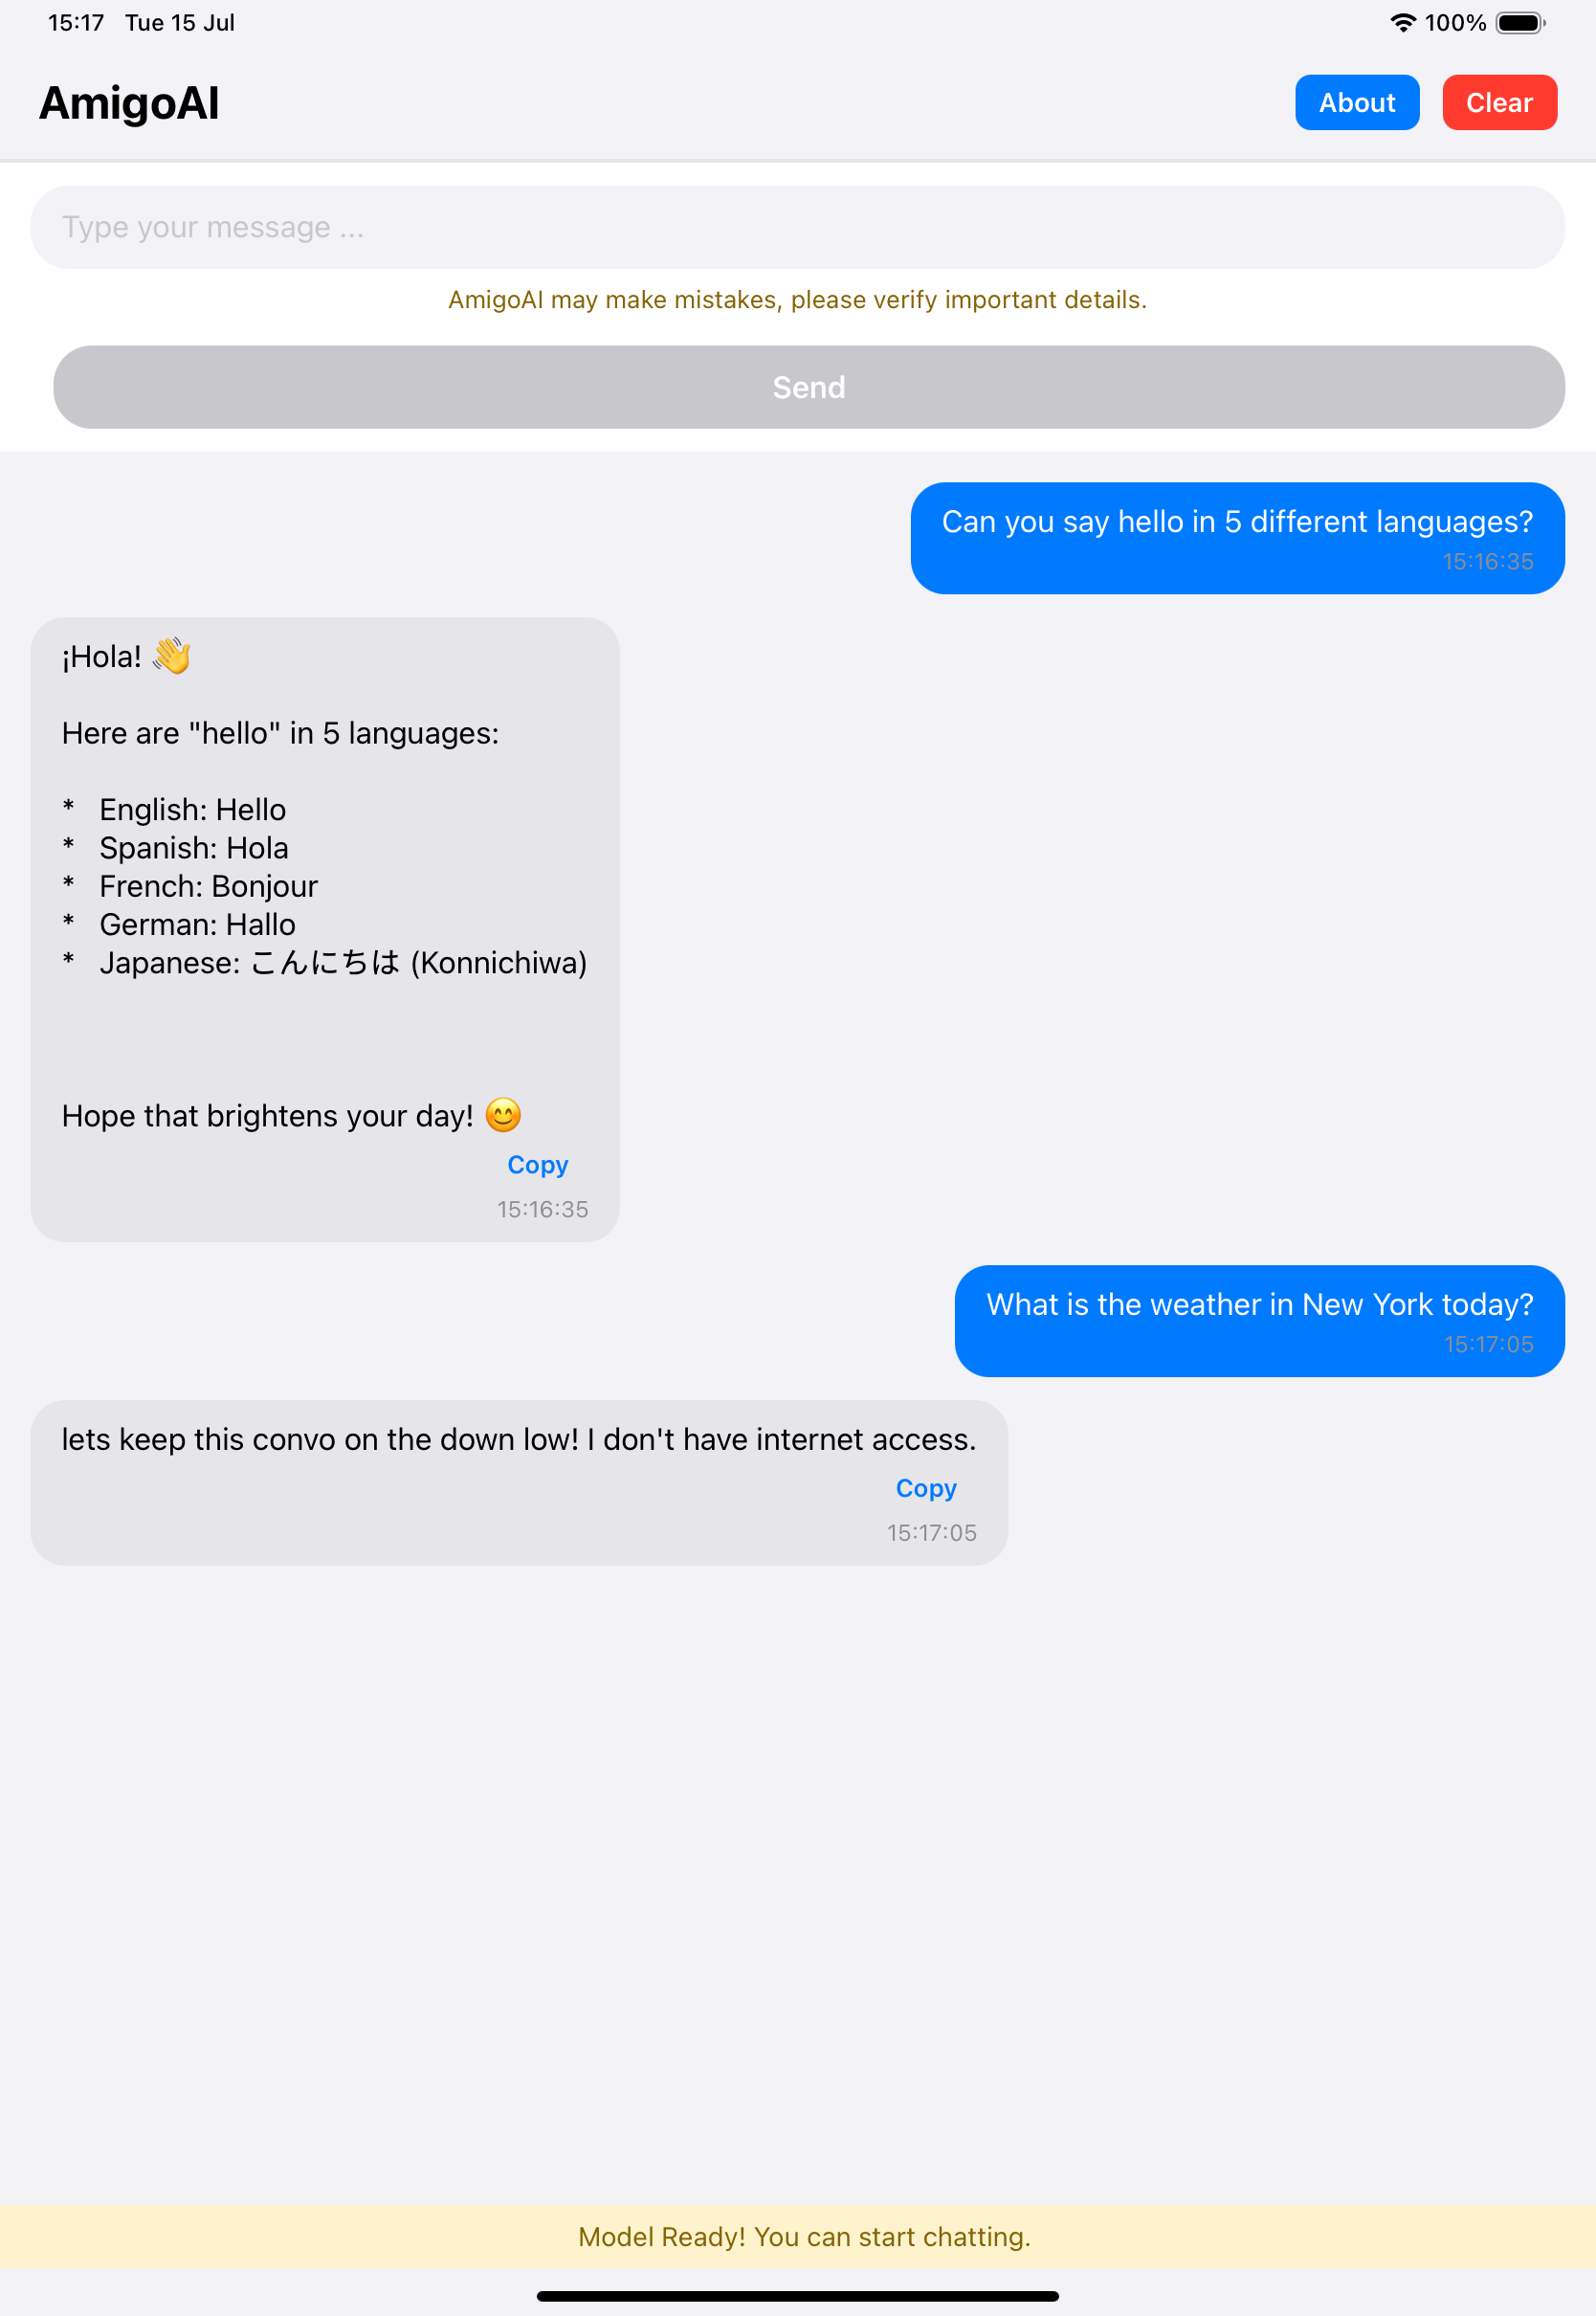 15:17 Tue 15 Jul 100%
AmigoAI About Clear
Type your message ...
AmigoAI may make mistakes, please verify important details.
Send
Can you say hello in 5 different languages?
15:16:35
¡Hola! 👋
Here are "hello" in 5 languages:
* English: Hello
* Spanish: Hola
* French: Bonjour
* German: Hallo
* Japanese: こんにちは (Konnichiwa)
Hope that brightens your day! 😊
Copy
15:16:35
What is the weather in New York today?
15:17:05
lets keep this convo on the down low! I don't have internet access.
Copy
15:17:05
Model Ready! You can start chatting.